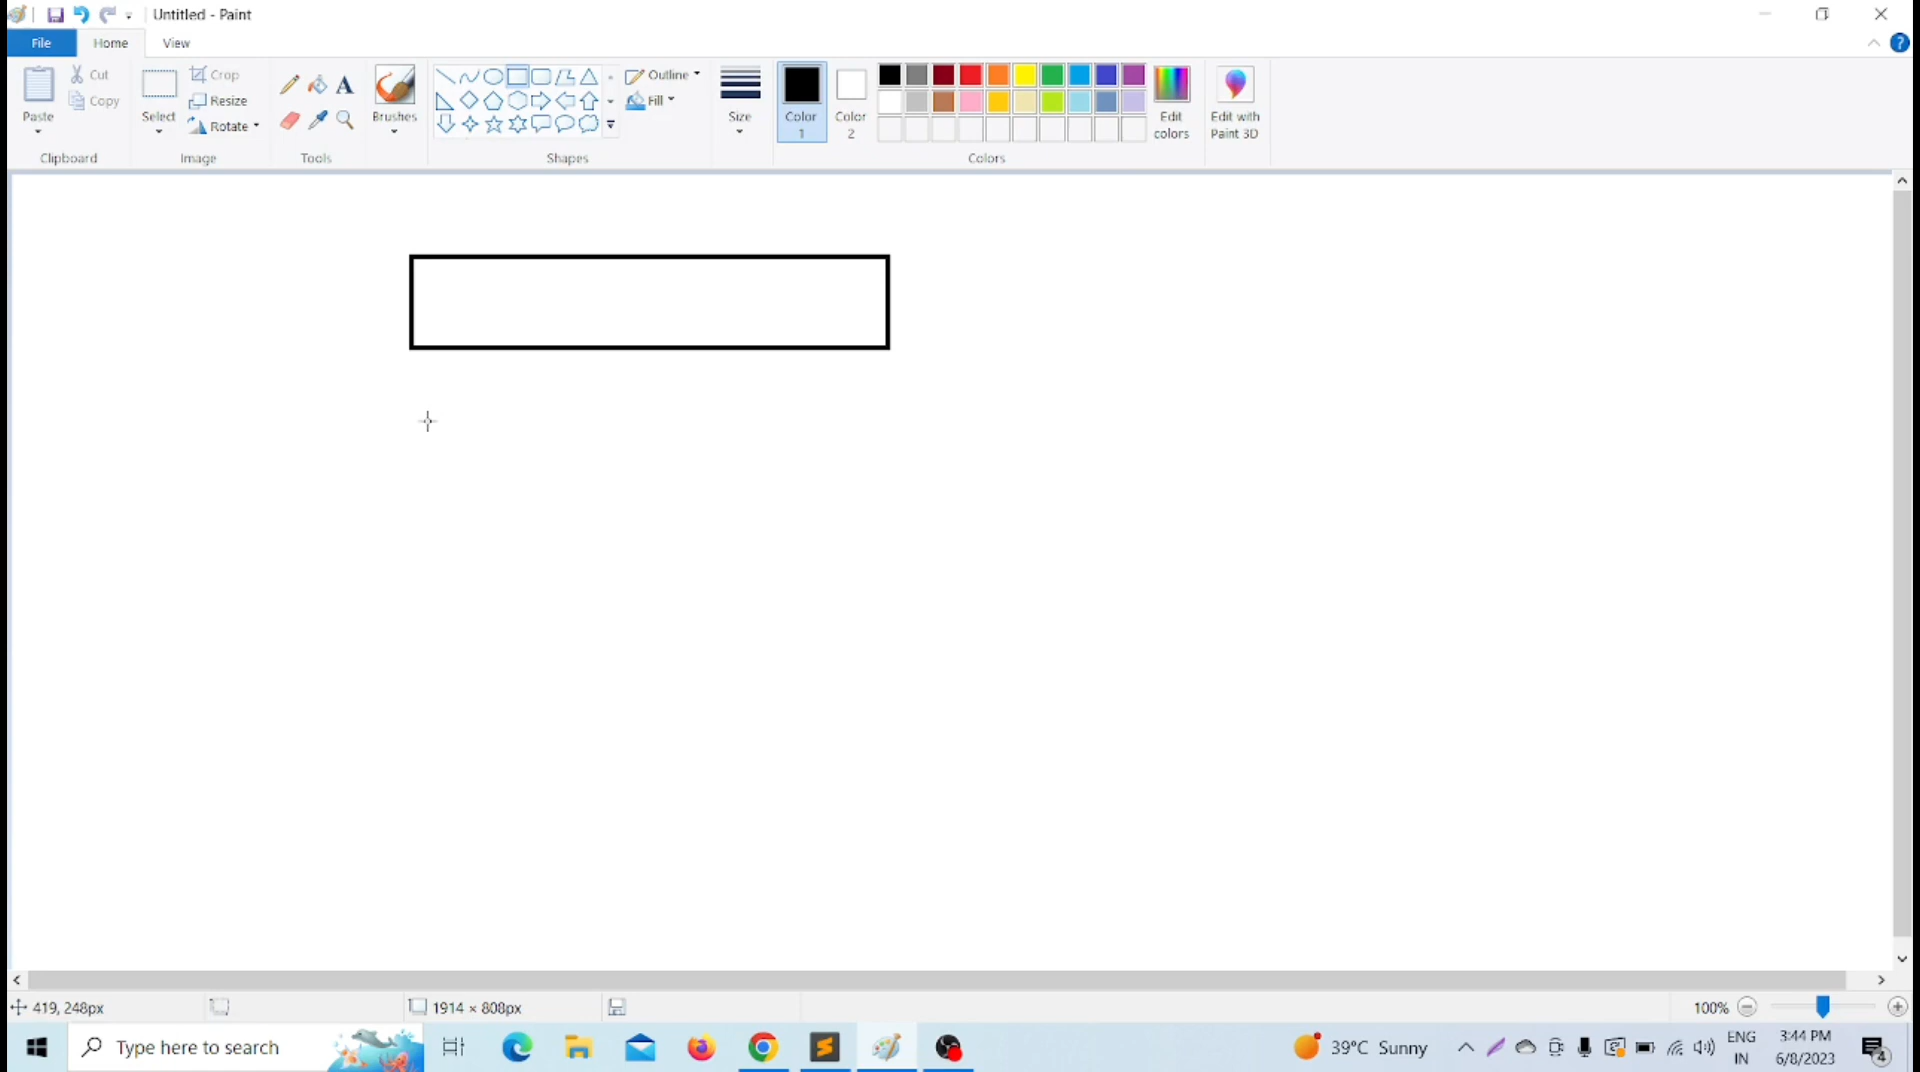 Untitled - Paint
File Home View
Paste
Cut
Copy
Clipboard
Select
Crop
Resize
Rotate
Image
Tools
Brushes
Shapes
Outline
Fill
Size
Color 1
Color 2
Colors
Edit colors
Edit with Paint 3D
419, 248px
1914 × 808px
100%
Type here to search
39°C Sunny
ENG
IN
3:44 PM
6/8/2023
4